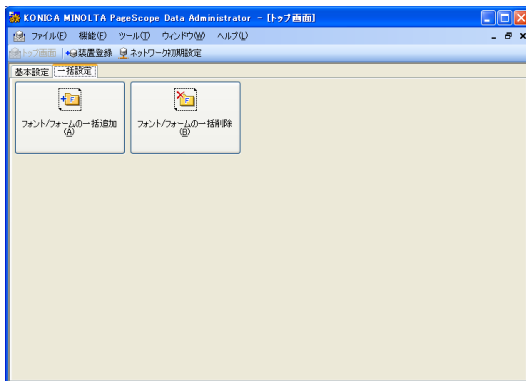 KONICA MINOLTA PageScope Data Administrator - [トップ画面]
ファイル(F) 機能(E) ツール(T) ウィンドウ(W) ヘルプ(L)
トップ画面 装置登録 ネットワーク初期設定
基本設定 一括設定
フォント/フォームの一括追加 フォント/フォームの一括削除
(A) (B)